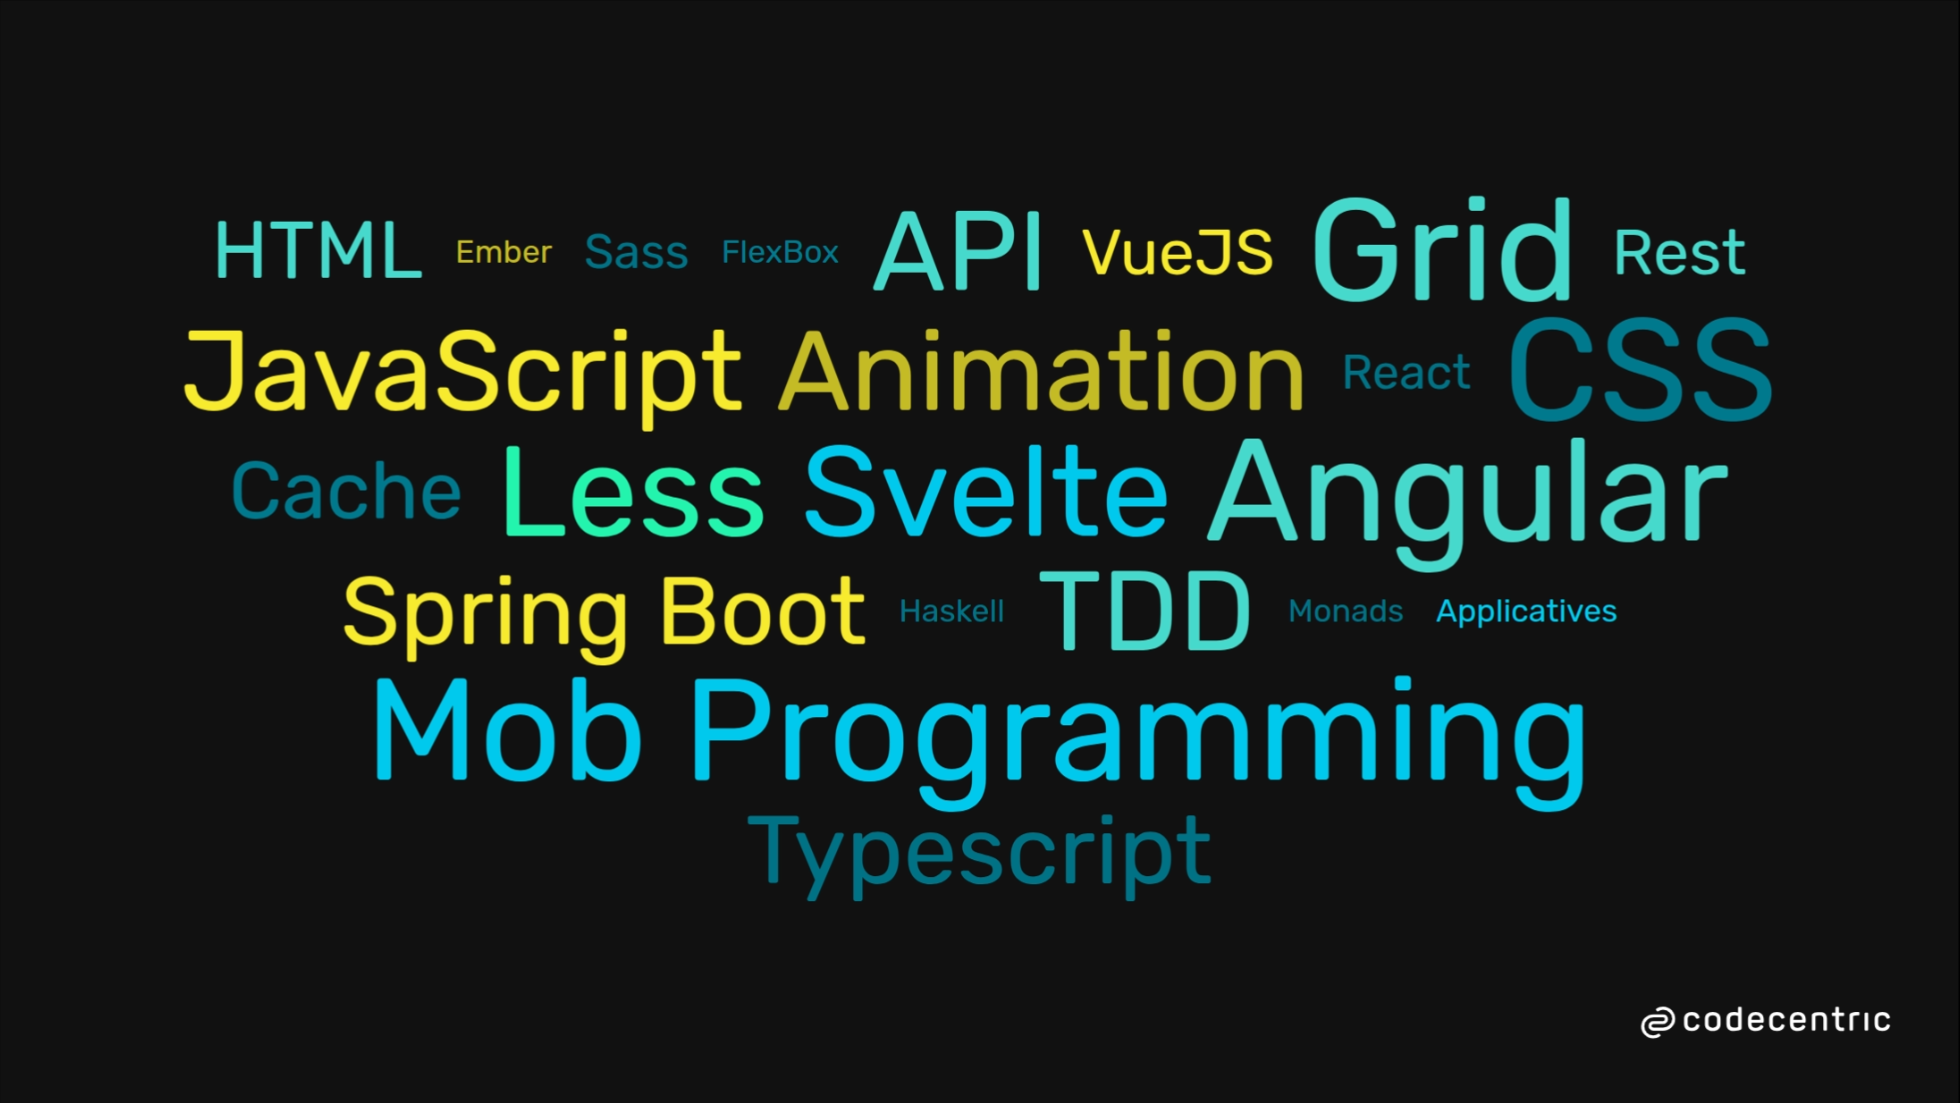 HTML Ember Sass FlexBox API VueJS Grid Rest
JavaScript Animation React CSS
Cache Less Svelte Angular
Spring Boot Haskell TDD Monads Applicatives
Mob Programming
Typescript
codecentric